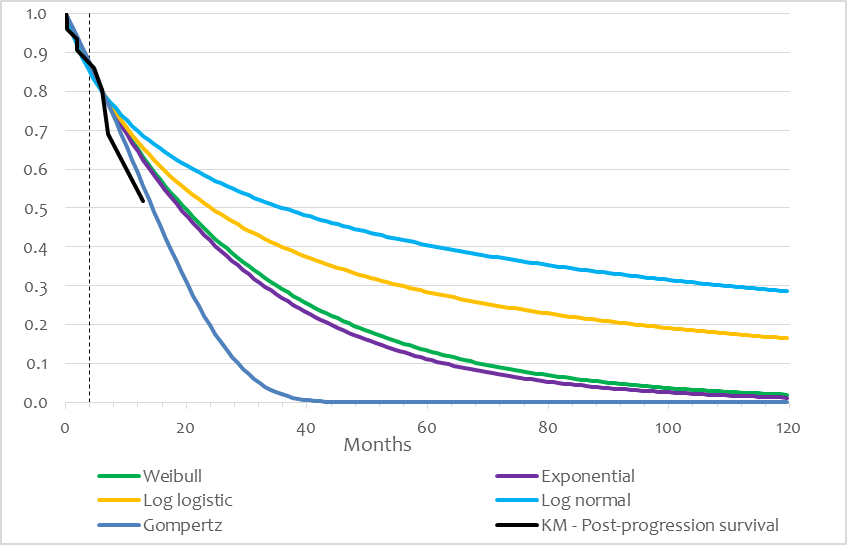 1.0
0.9
0.8
0.7
0.6
0.5
0.4
0.3
0.2
0.1
0.0
0 20 40 60 80 100 120
Months
Weibull Exponential
Log logistic Log normal
Gompertz KM - Post-progression survival